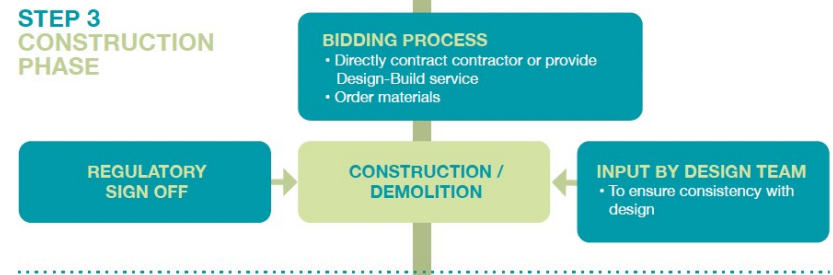 STEP 3
CONSTRUCTION
PHASE
BIDDING PROCESS
• Directly contract contractor or provide
Design-Build service
• Order materials
REGULATORY
SIGN OFF
CONSTRUCTION /
DEMOLITION
INPUT BY DESIGN TEAM
• To ensure consistency with
design